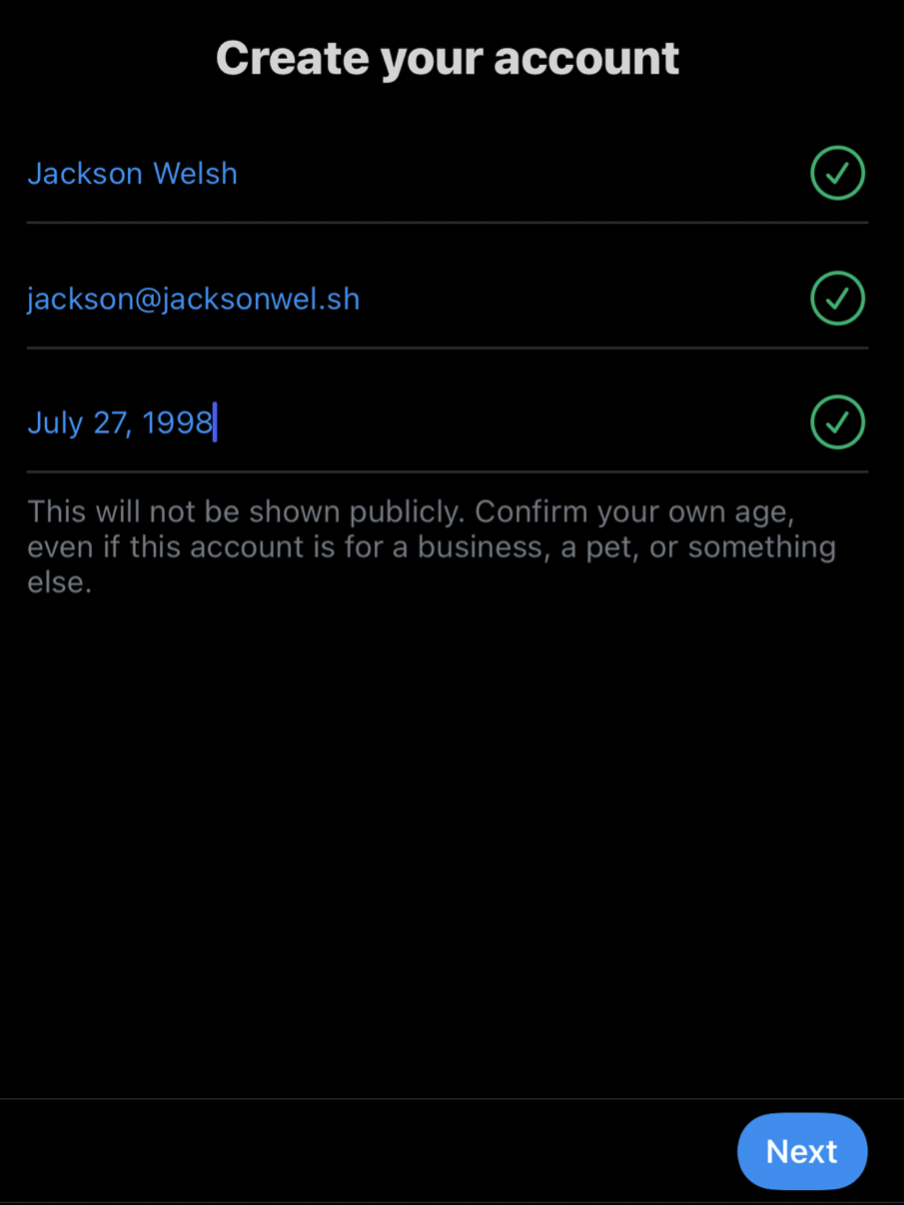 Create your account
Jackson Welsh
jackson@jacksonwel.sh
July 27, 1998
This will not be shown publicly. Confirm your own age,
even if this account is for a business, a pet, or something
else.
Next